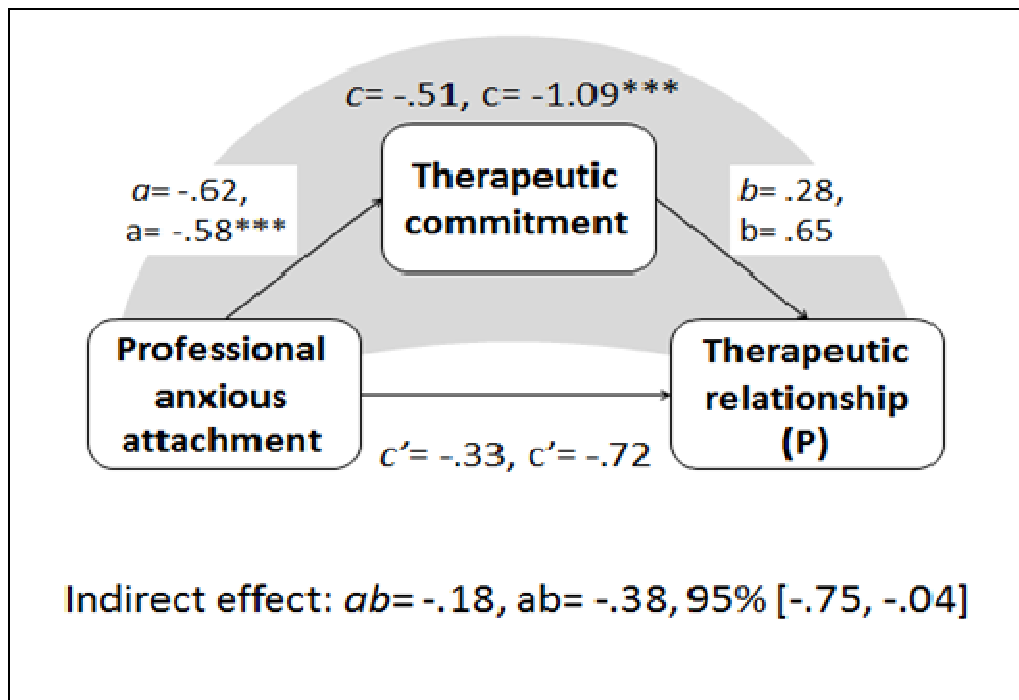 c= -.51, c= -1.09***
a= -.62,
a= -.58***
Therapeutic
commitment
b= .28,
b= .65
Professional
anxious
attachment
Therapeutic
relationship
(P)
c’= -.33, c’= -.72
Indirect effect: ab= -.18, ab= -.38, 95% [-.75, -.04]